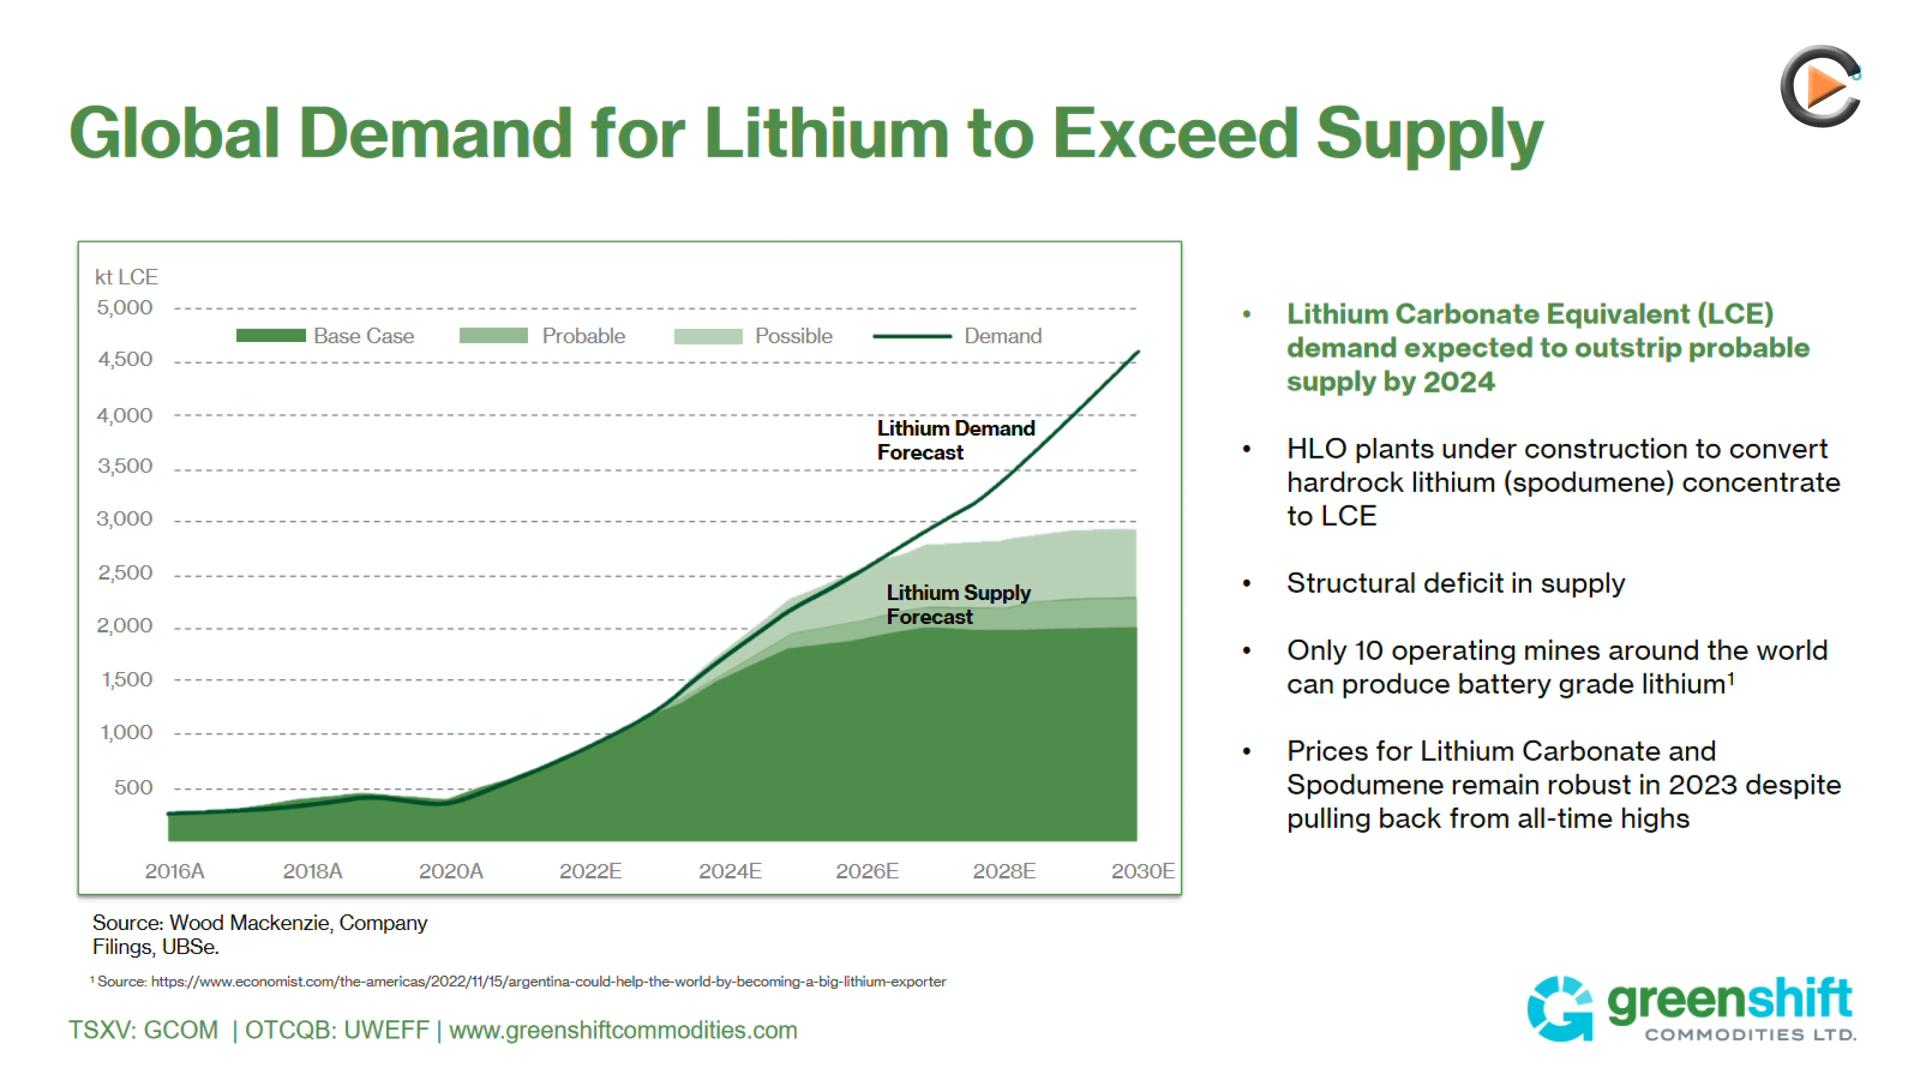 Global Demand for Lithium to Exceed Supply
kt LCE
5,000
Base Case
Probable
Possible
Demand
4,500
4,000
Lithium Demand
Forecast
3,500
3,000
2,500
Lithium Supply
Forecast
2,000
1,500
1,000
500
2016A
2018A
2020A
2022E
2024E
2026E
2028E
2030E
• Lithium Carbonate Equivalent (LCE)
demand expected to outstrip probable
supply by 2024
• HLO plants under construction to convert
hardrock lithium (spodumene) concentrate
to LCE
• Structural deficit in supply
• Only 10 operating mines around the world
can produce battery grade lithium¹
• Prices for Lithium Carbonate and
Spodumene remain robust in 2023 despite
pulling back from all-time highs
Source: Wood Mackenzie, Company
Filings, UBSe.
¹ Source: https://www.economist.com/the-americas/2022/11/15/argentina-could-help-the-world-by-becoming-a-big-lithium-exporter
TSXV: GCOM | OTCQB: UWEFF | www.greenshiftcommodities.com
greenshift
COMMODITIES LTD.